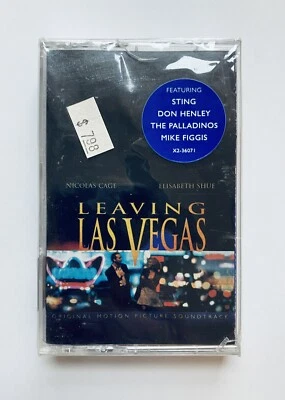 FEATURING
STING
DON HENLEY
THE PALLADINOS
MIKE FIGGIS
X2-36071
$ 7.98
NICOLAS CAGE ELISABETH SHUE
LEAVING
LAS VEGAS
ORIGINAL MOTION PICTURE SOUNDTRACK